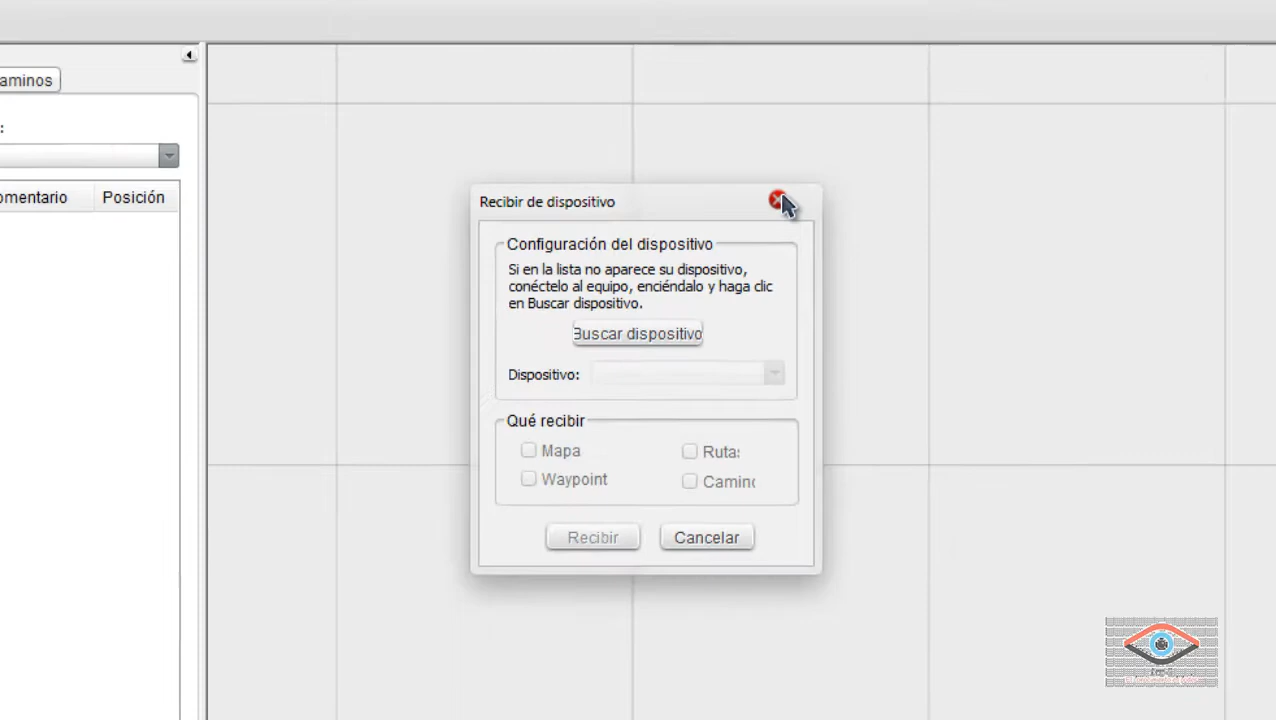 aminos
:
omentario
Posición
Recibir de dispositivo
Configuración del dispositivo
Si en la lista no aparece su dispositivo,
conéctelo al equipo, enciéndalo y haga clic
en Buscar dispositivo.
Buscar dispositivo
Dispositivo:
Qué recibir
Mapa
Ruta:
Waypoint
Camino
Recibir
Cancelar